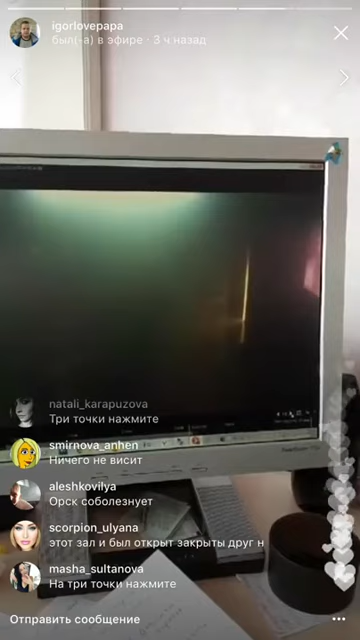 igorlovepapa
был(-а) в эфире · 3 ч назад
natali_karapuzova
Три точки нажмите
smirnova_anhen
Ничего не висит
aleshkovilya
Орск соболезнует
scorpion_ulyana
этот зал и был открыт закрыты друг н
masha_sultanova
На три точки нажмите
Отправить сообщение